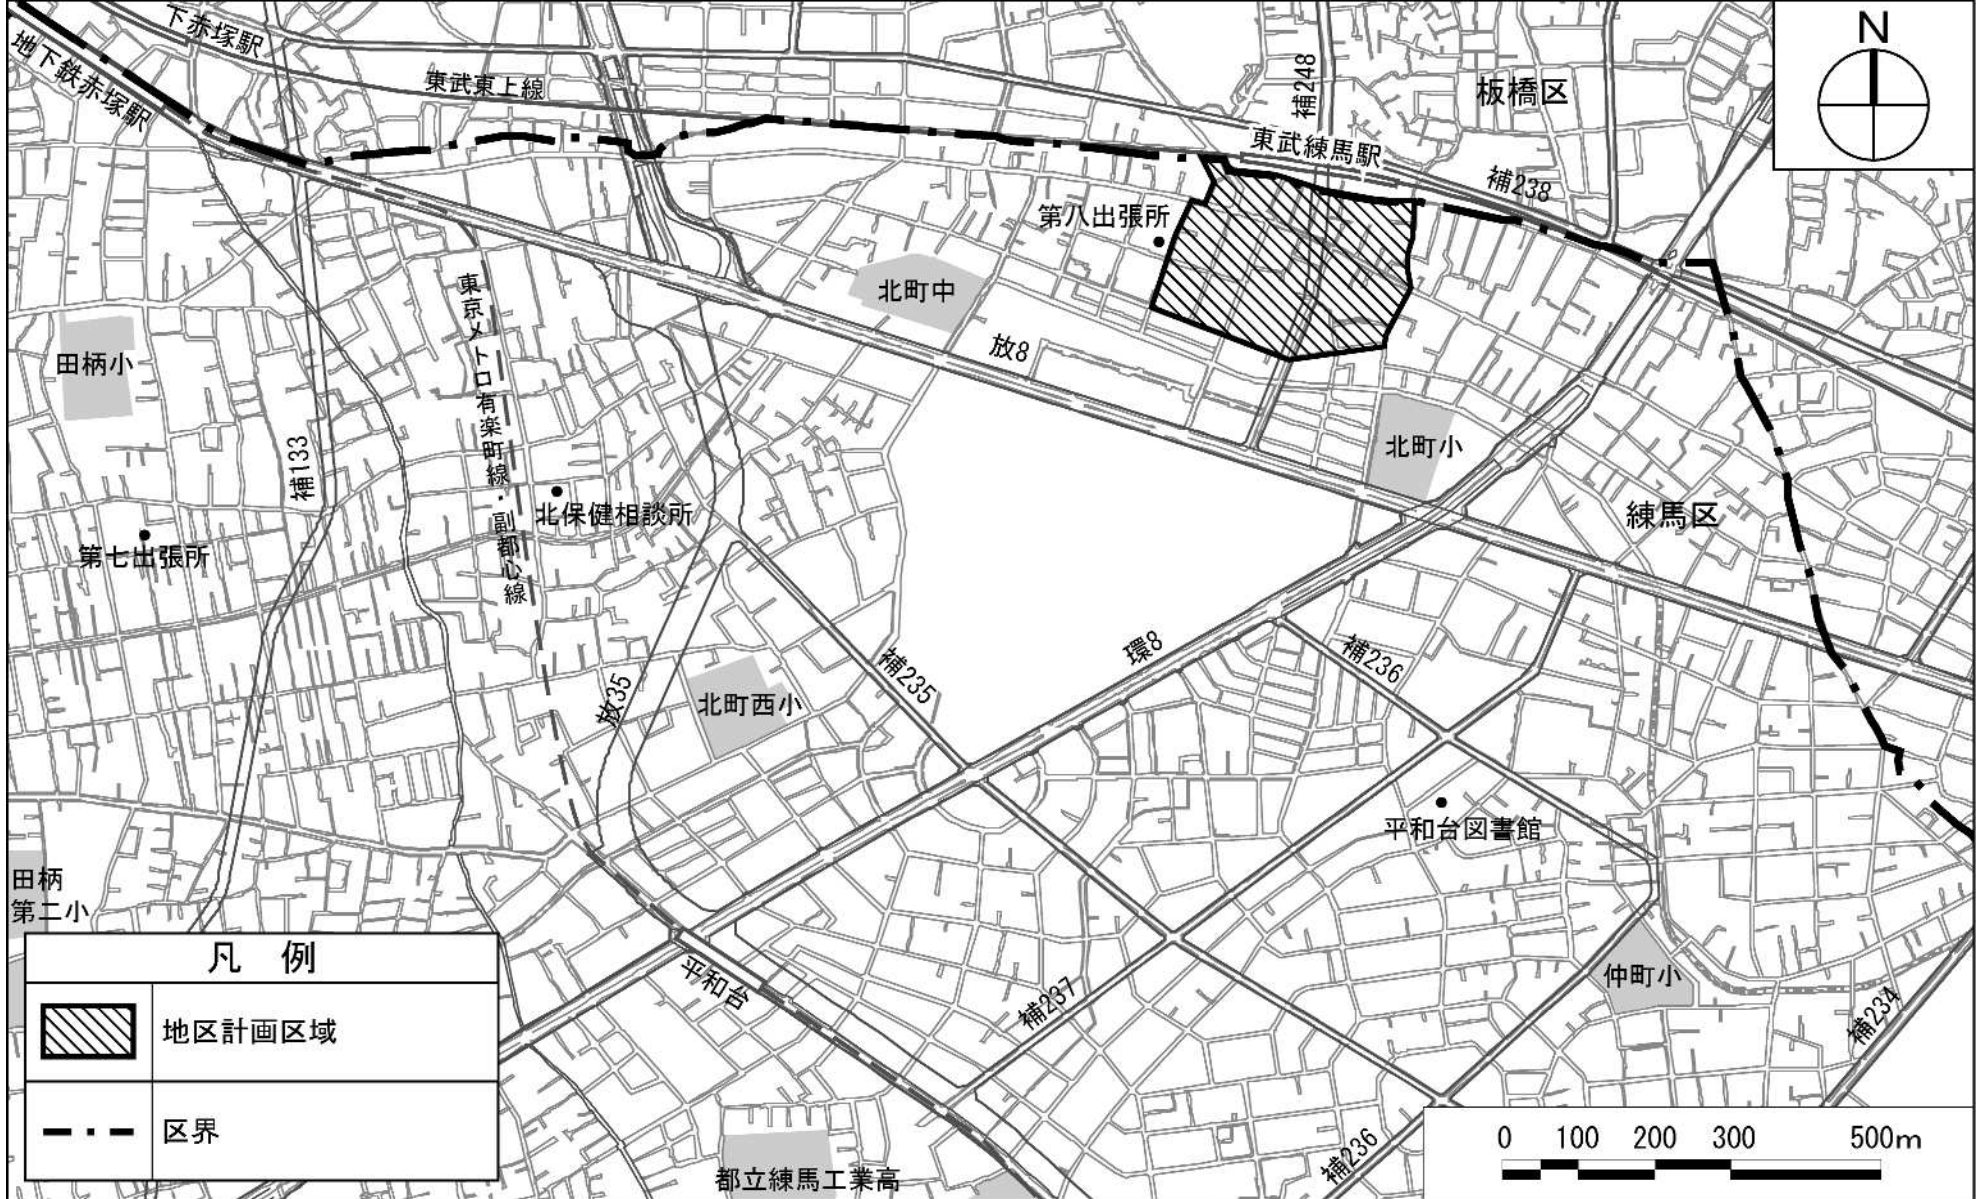 下赤塚駅
地下鉄赤塚駅
東武東上線
補248
板橋区
N
東武練馬駅
補238
第八出張所
北町中
田柄小
東京メトロ有楽町線・副都心線
放8
補133
北町小
北保健相談所
練馬区
第七出張所
環8
補236
補235
放35
北町西小
平和台図書館
田柄
第二小
平和台
補237
仲町小
補234
凡 例
地区計画区域
区界
都立練馬工業高
補236
0 100 200 300 500m